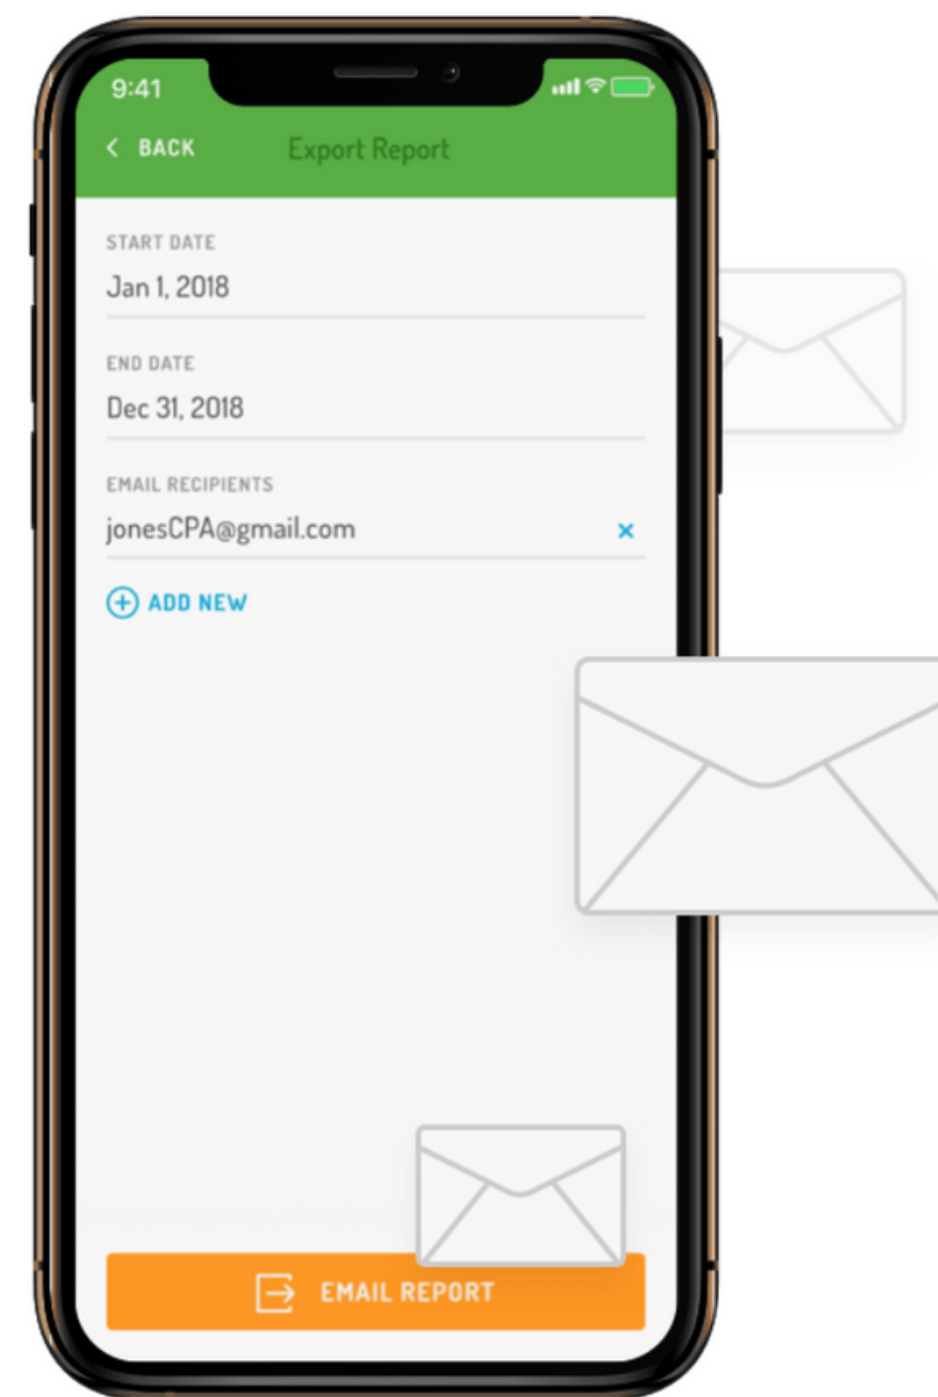 9:41
BACK Export Report
START DATE
Jan 1, 2018
END DATE
Dec 31, 2018
EMAIL RECIPIENTS
jonesCPA@gmail.com
ADD NEW
EMAIL REPORT